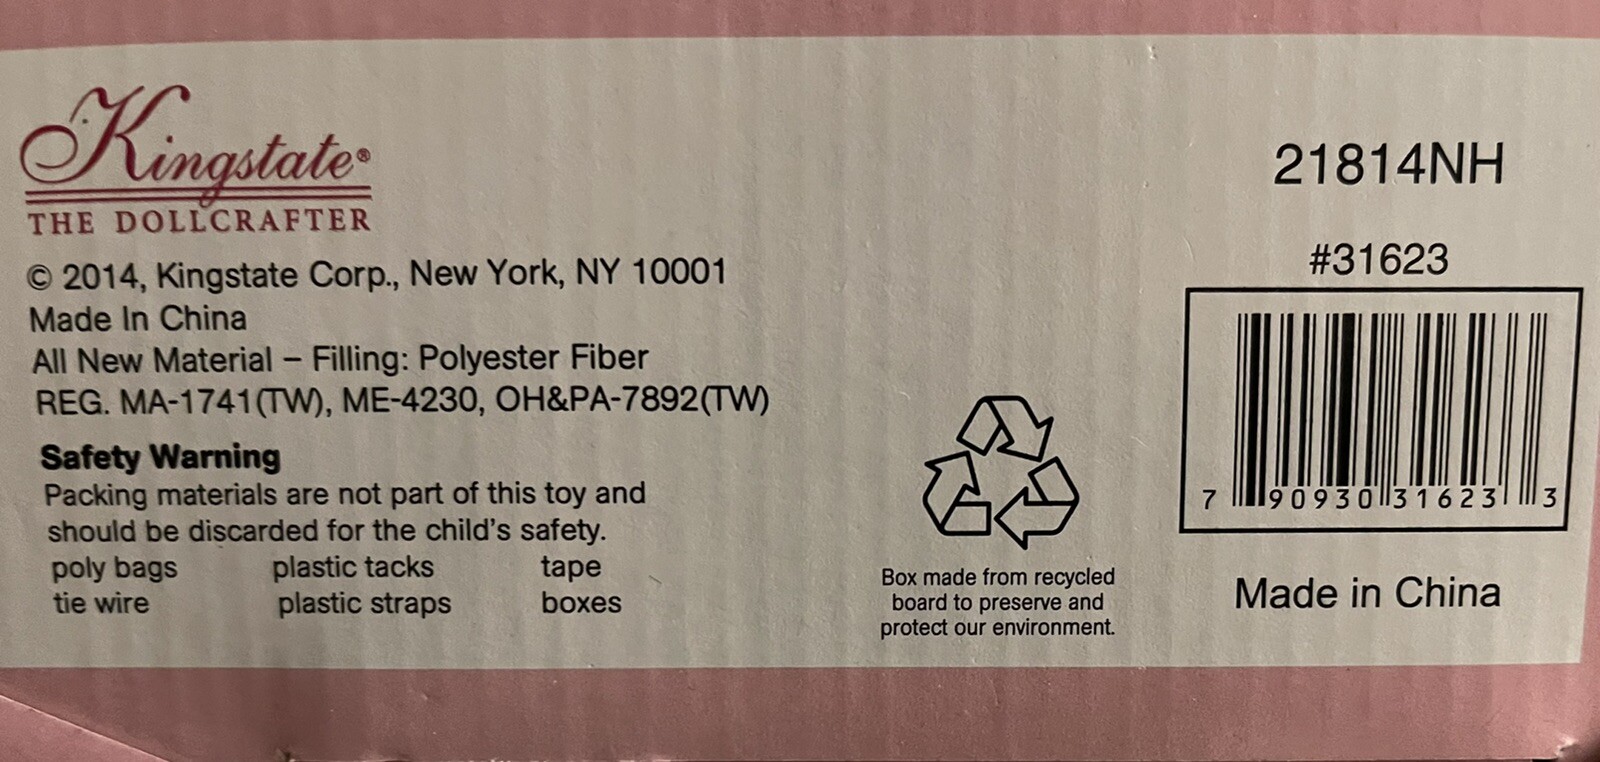 Kingstate®
THE DOLLCRAFTER
© 2014, Kingstate Corp., New York, NY 10001
Made In China
All New Material – Filling: Polyester Fiber
REG. MA-1741(TW), ME-4230, OH&PA-7892(TW)
Safety Warning
Packing materials are not part of this toy and
should be discarded for the child's safety.
poly bags plastic tacks tape
tie wire plastic straps boxes
Box made from recycled
board to preserve and
protect our environment.
21814NH
#31623
7 90930 31623 3
Made in China